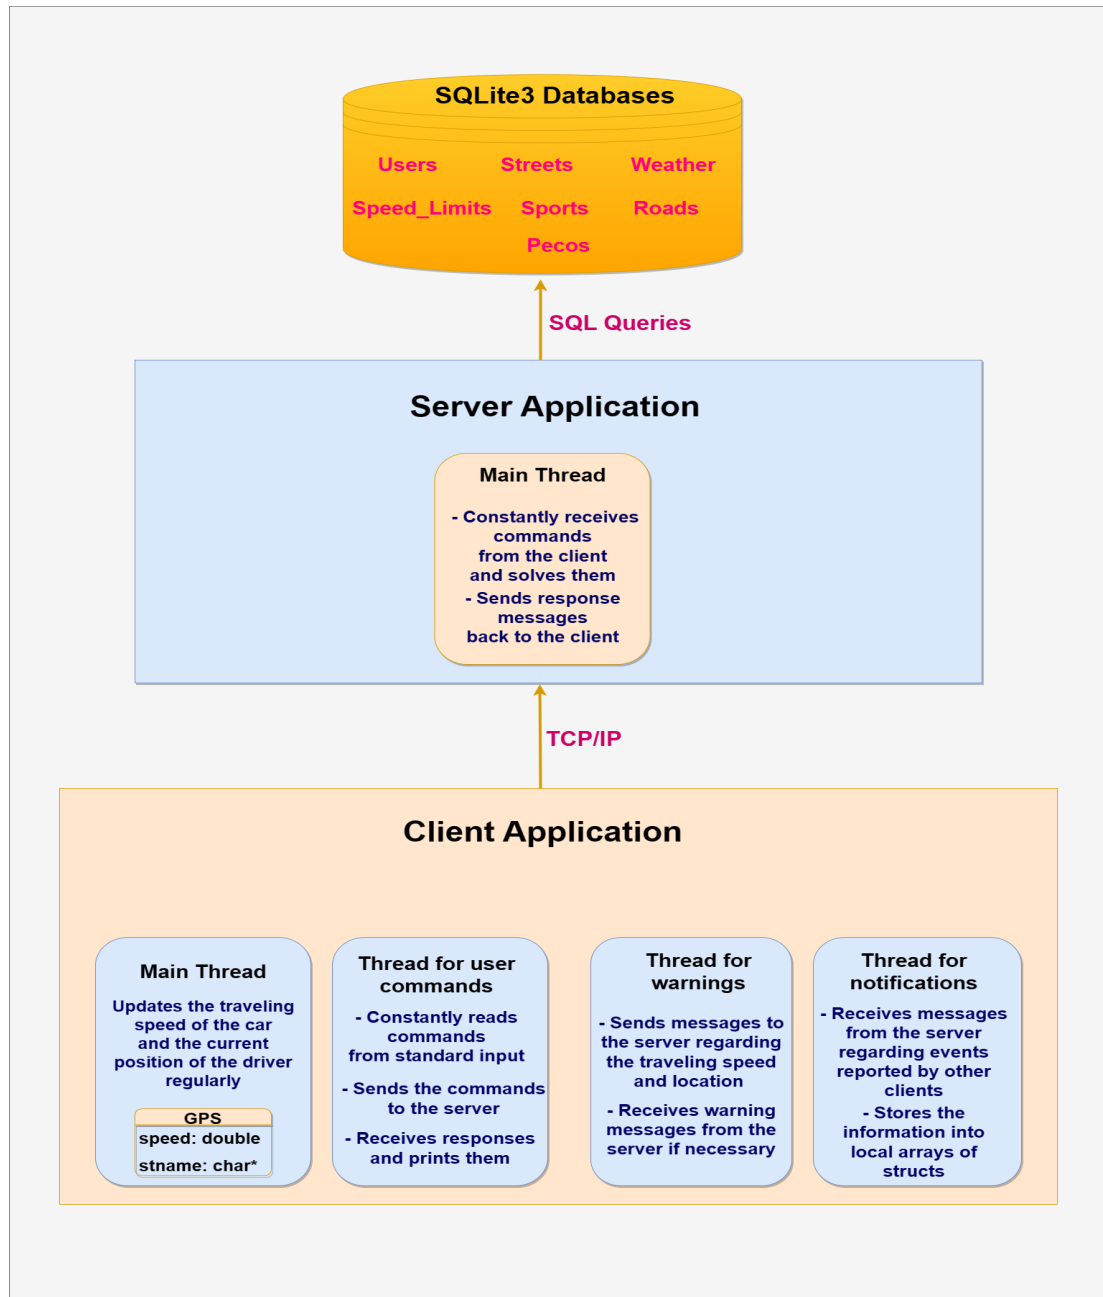 SQLite3 Databases
Users Streets Weather
Speed_Limits Sports Roads
Pecos
SQL Queries
Server Application
Main Thread
- Constantly receives
commands
from the client
and solves them
- Sends response
messages
back to the client
TCP/IP
Client Application
Main Thread
Updates the traveling
speed of the car
and the current
position of the driver
regularly
GPS
speed: double
stname: char*
Thread for user
commands
- Constantly reads
commands
from standard input
- Sends the commands
to the server
- Receives responses
and prints them
Thread for
warnings
- Sends messages to
the server regarding
the traveling speed
and location
- Receives warning
messages from the
server if necessary
Thread for
notifications
- Receives messages
from the server
regarding events
reported by other
clients
- Stores the
information into
local arrays of
structs